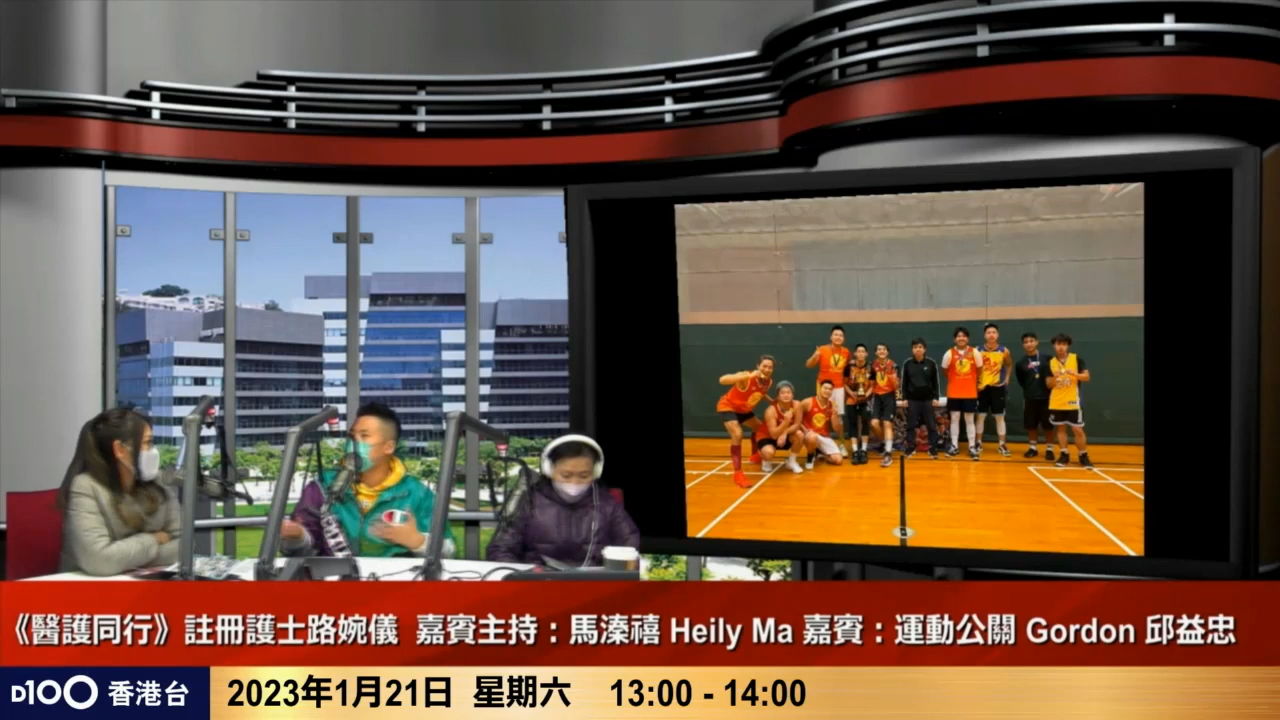 《醫護同行》註冊護士路婉儀 嘉賓主持：馬溱禧 Heily Ma 嘉賓：運動公關 Gordon 邱益忠
D100 香港台 2023年1月21日 星期六 13:00 - 14:00